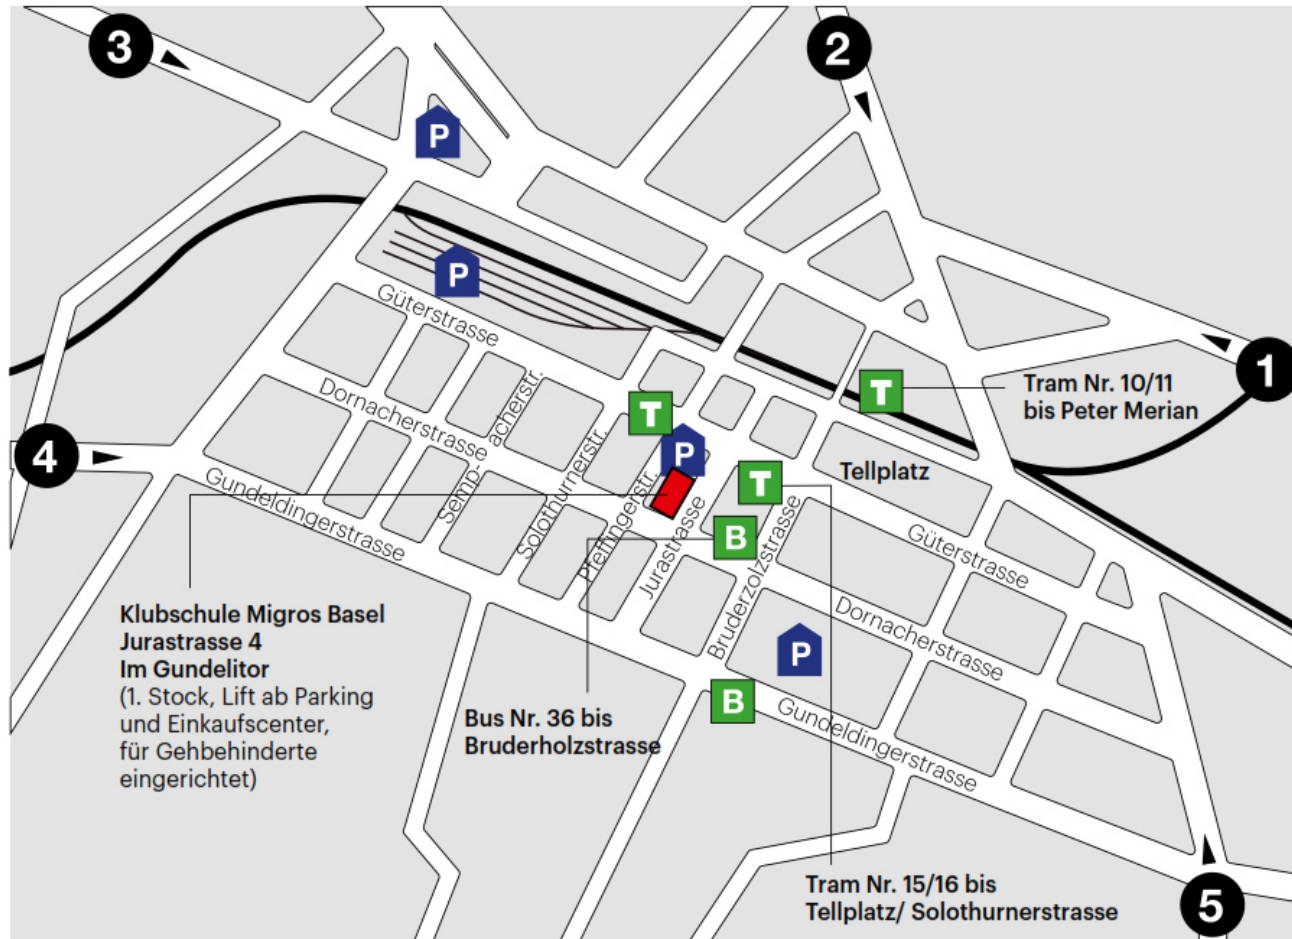 3
2
P
P
Güterstrasse
1
Tram Nr. 10/11
bis Peter Merian
T
T
Dornacherstrasse
Semp-
acherstr.
Solothurnerstr.
Pfeffingerstr.
P
4
Gundeldingerstrasse
Tellplatz
T
B
Jurastrasse
Bruderzolzstrasse
Güterstrasse
Dornacherstrasse
Klubschule Migros Basel
Jurastrasse 4
Im Gundelitor
(1. Stock, Lift ab Parking
und Einkaufscenter,
für Gehbehinderte
eingerichtet)
P
B
Bus Nr. 36 bis
Bruderholzstrasse
Gundeldingerstrasse
Tram Nr. 15/16 bis
Tellplatz/ Solothurnerstrasse
5